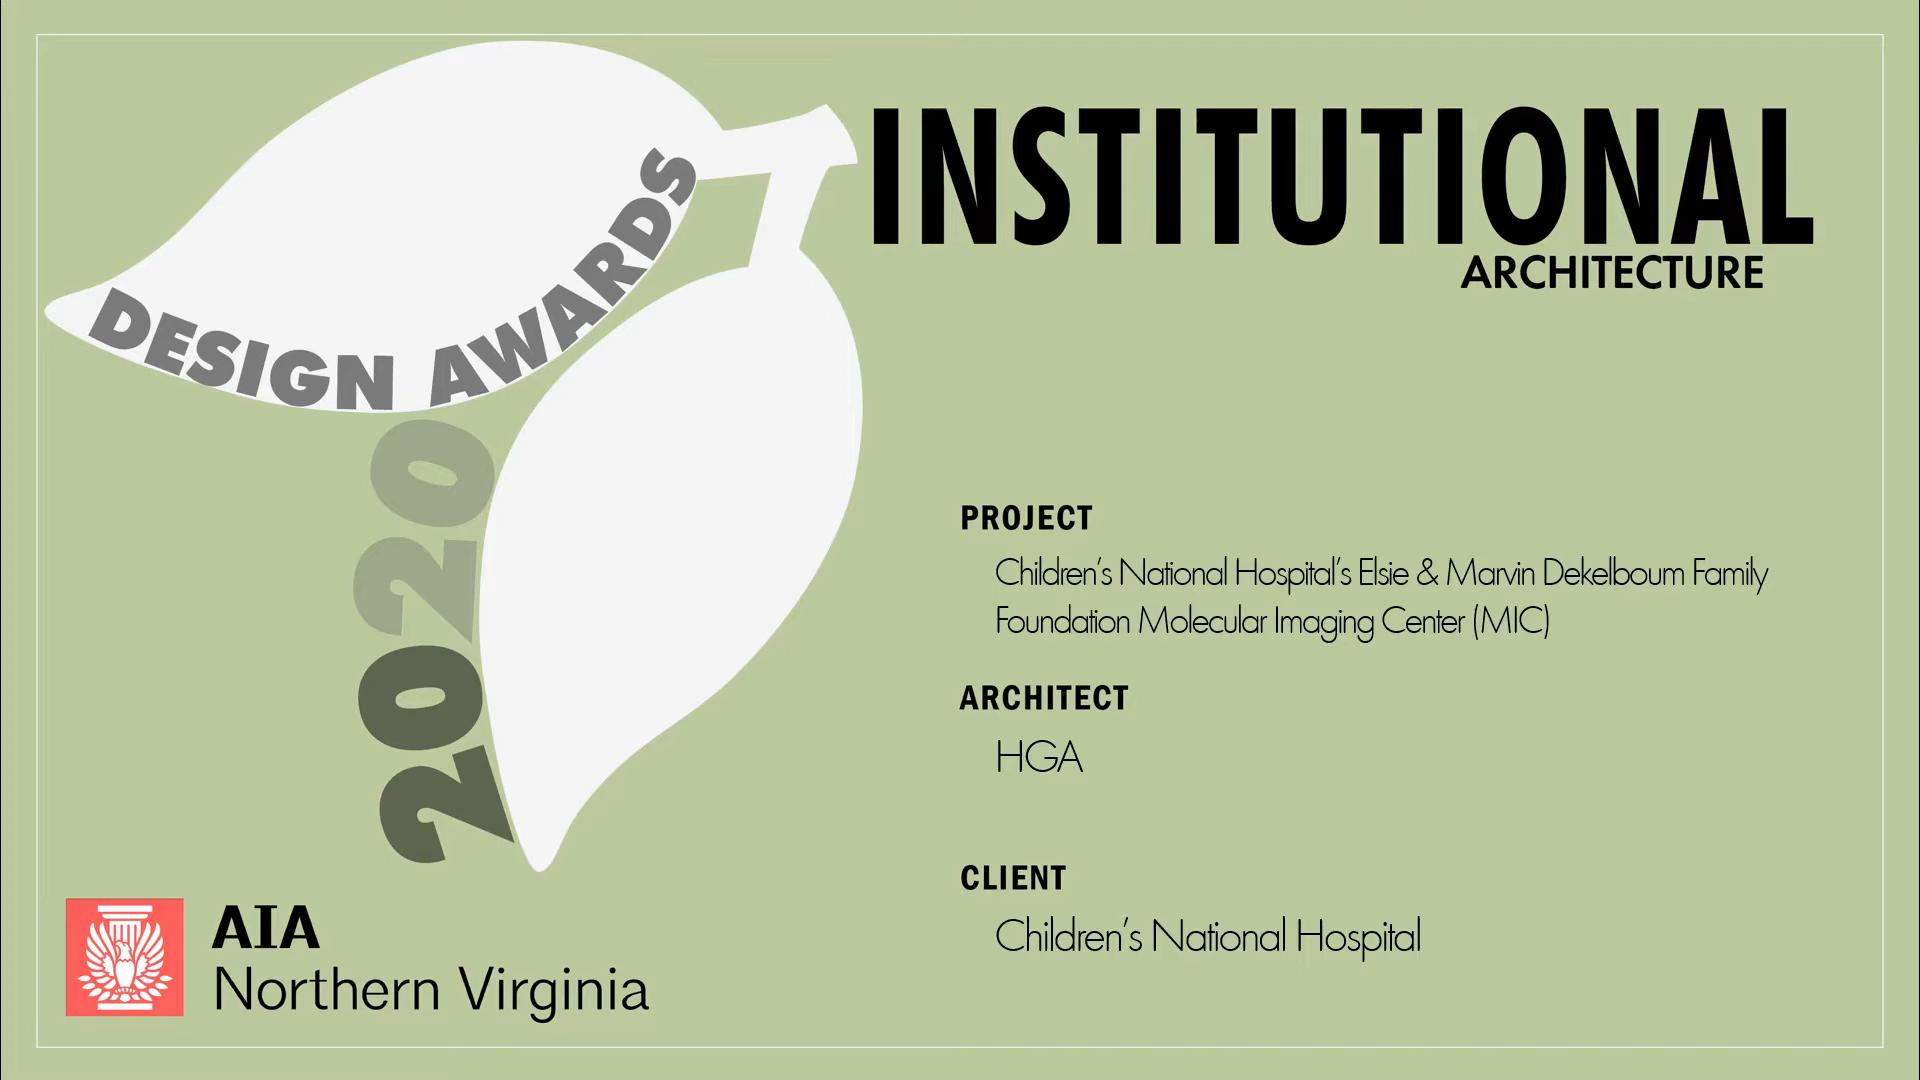 DESIGN AWARDS
2020
INSTITUTIONAL
ARCHITECTURE
PROJECT
Children's National Hospital's Elsie & Marvin Dekelboum Family
Foundation Molecular Imaging Center (MIC)
ARCHITECT
HGA
CLIENT
Children's National Hospital
AIA
Northern Virginia